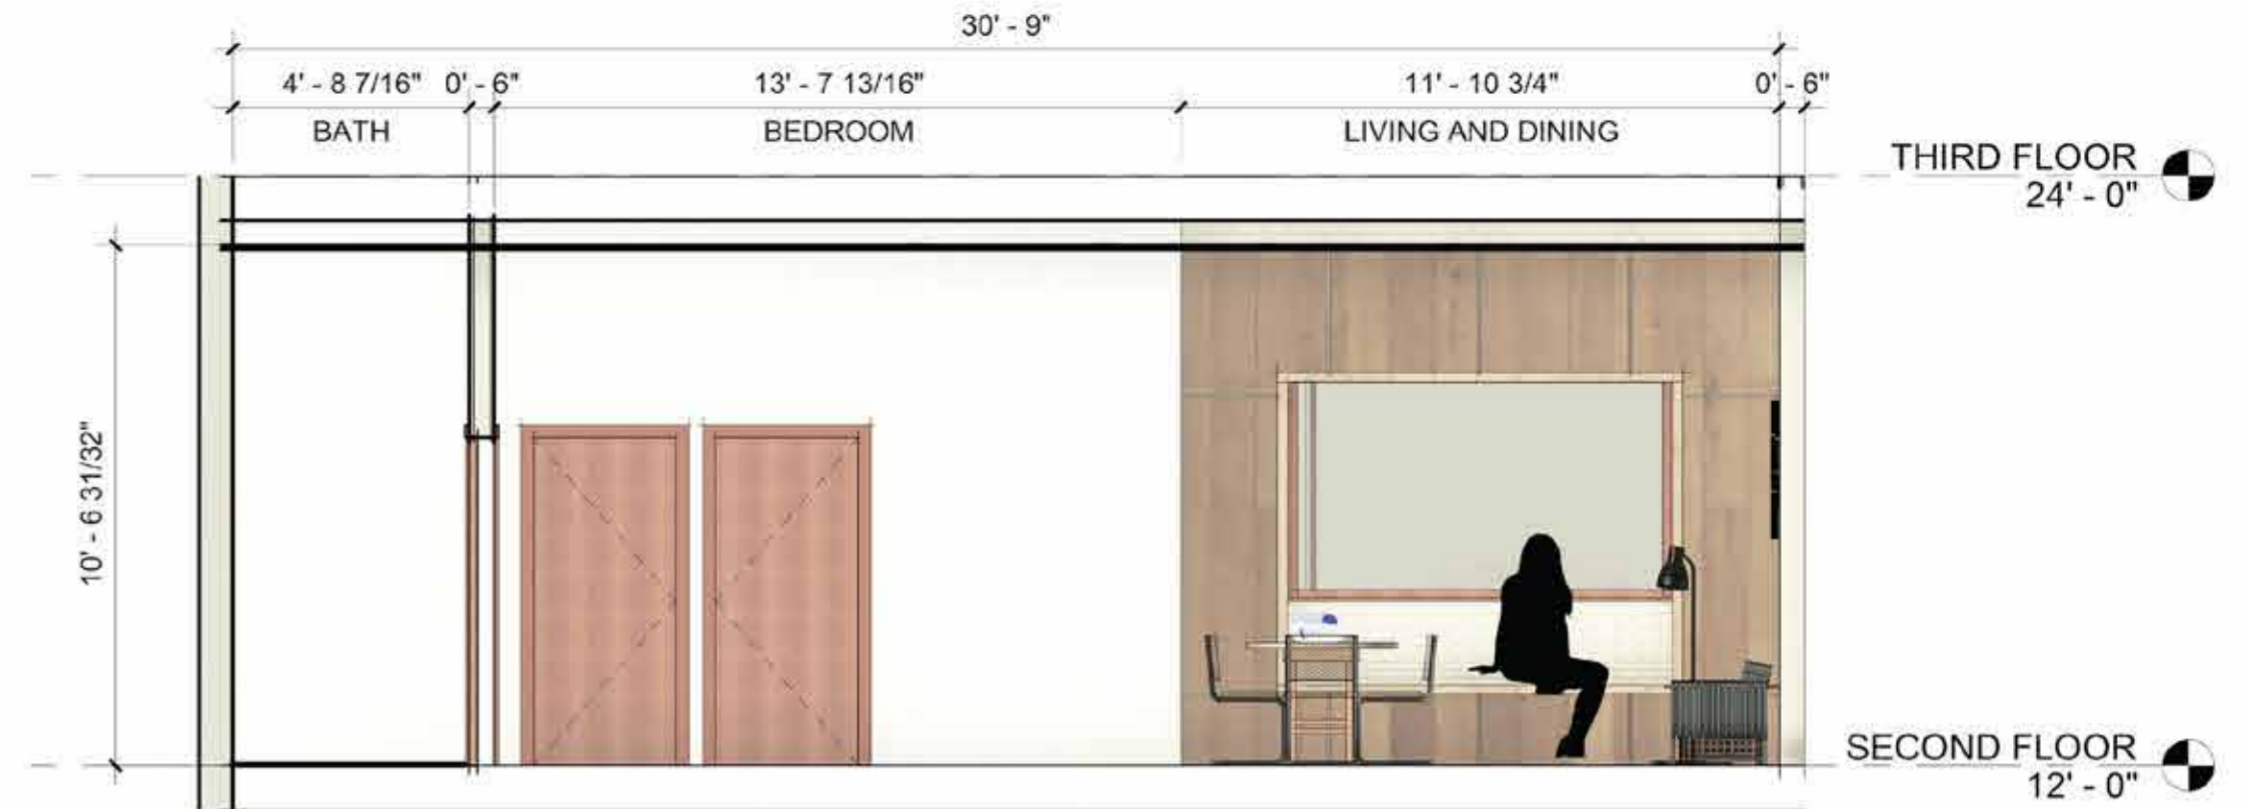 30' - 9"
4' - 8 7/16" 0' - 6" 13' - 7 13/16" 11' - 10 3/4" 0' - 6"
BATH BEDROOM LIVING AND DINING
THIRD FLOOR
24' - 0"
10' - 6 31/32"
SECOND FLOOR
12' - 0"